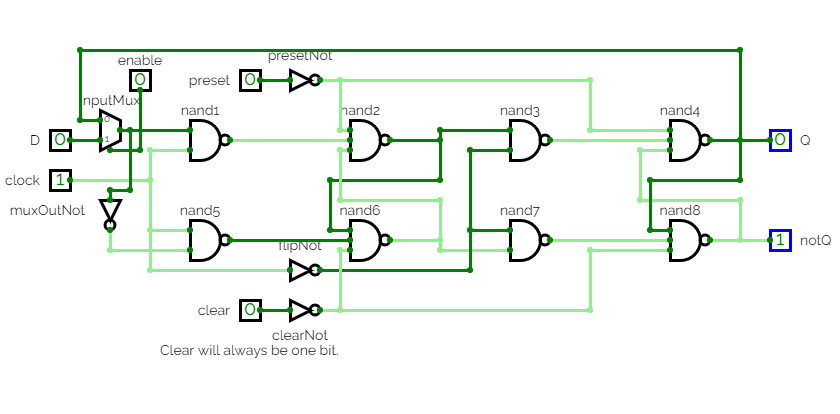 presetNot
enable
preset 0
0
nputMux
0
1
nand1
nand2
nand3
nand4
D 0
0 Q
clock 1
muxOutNot
nand5
nand6
nand7
nand8
flipNot
1 notQ
clear 0
clearNot
Clear will always be one bit.